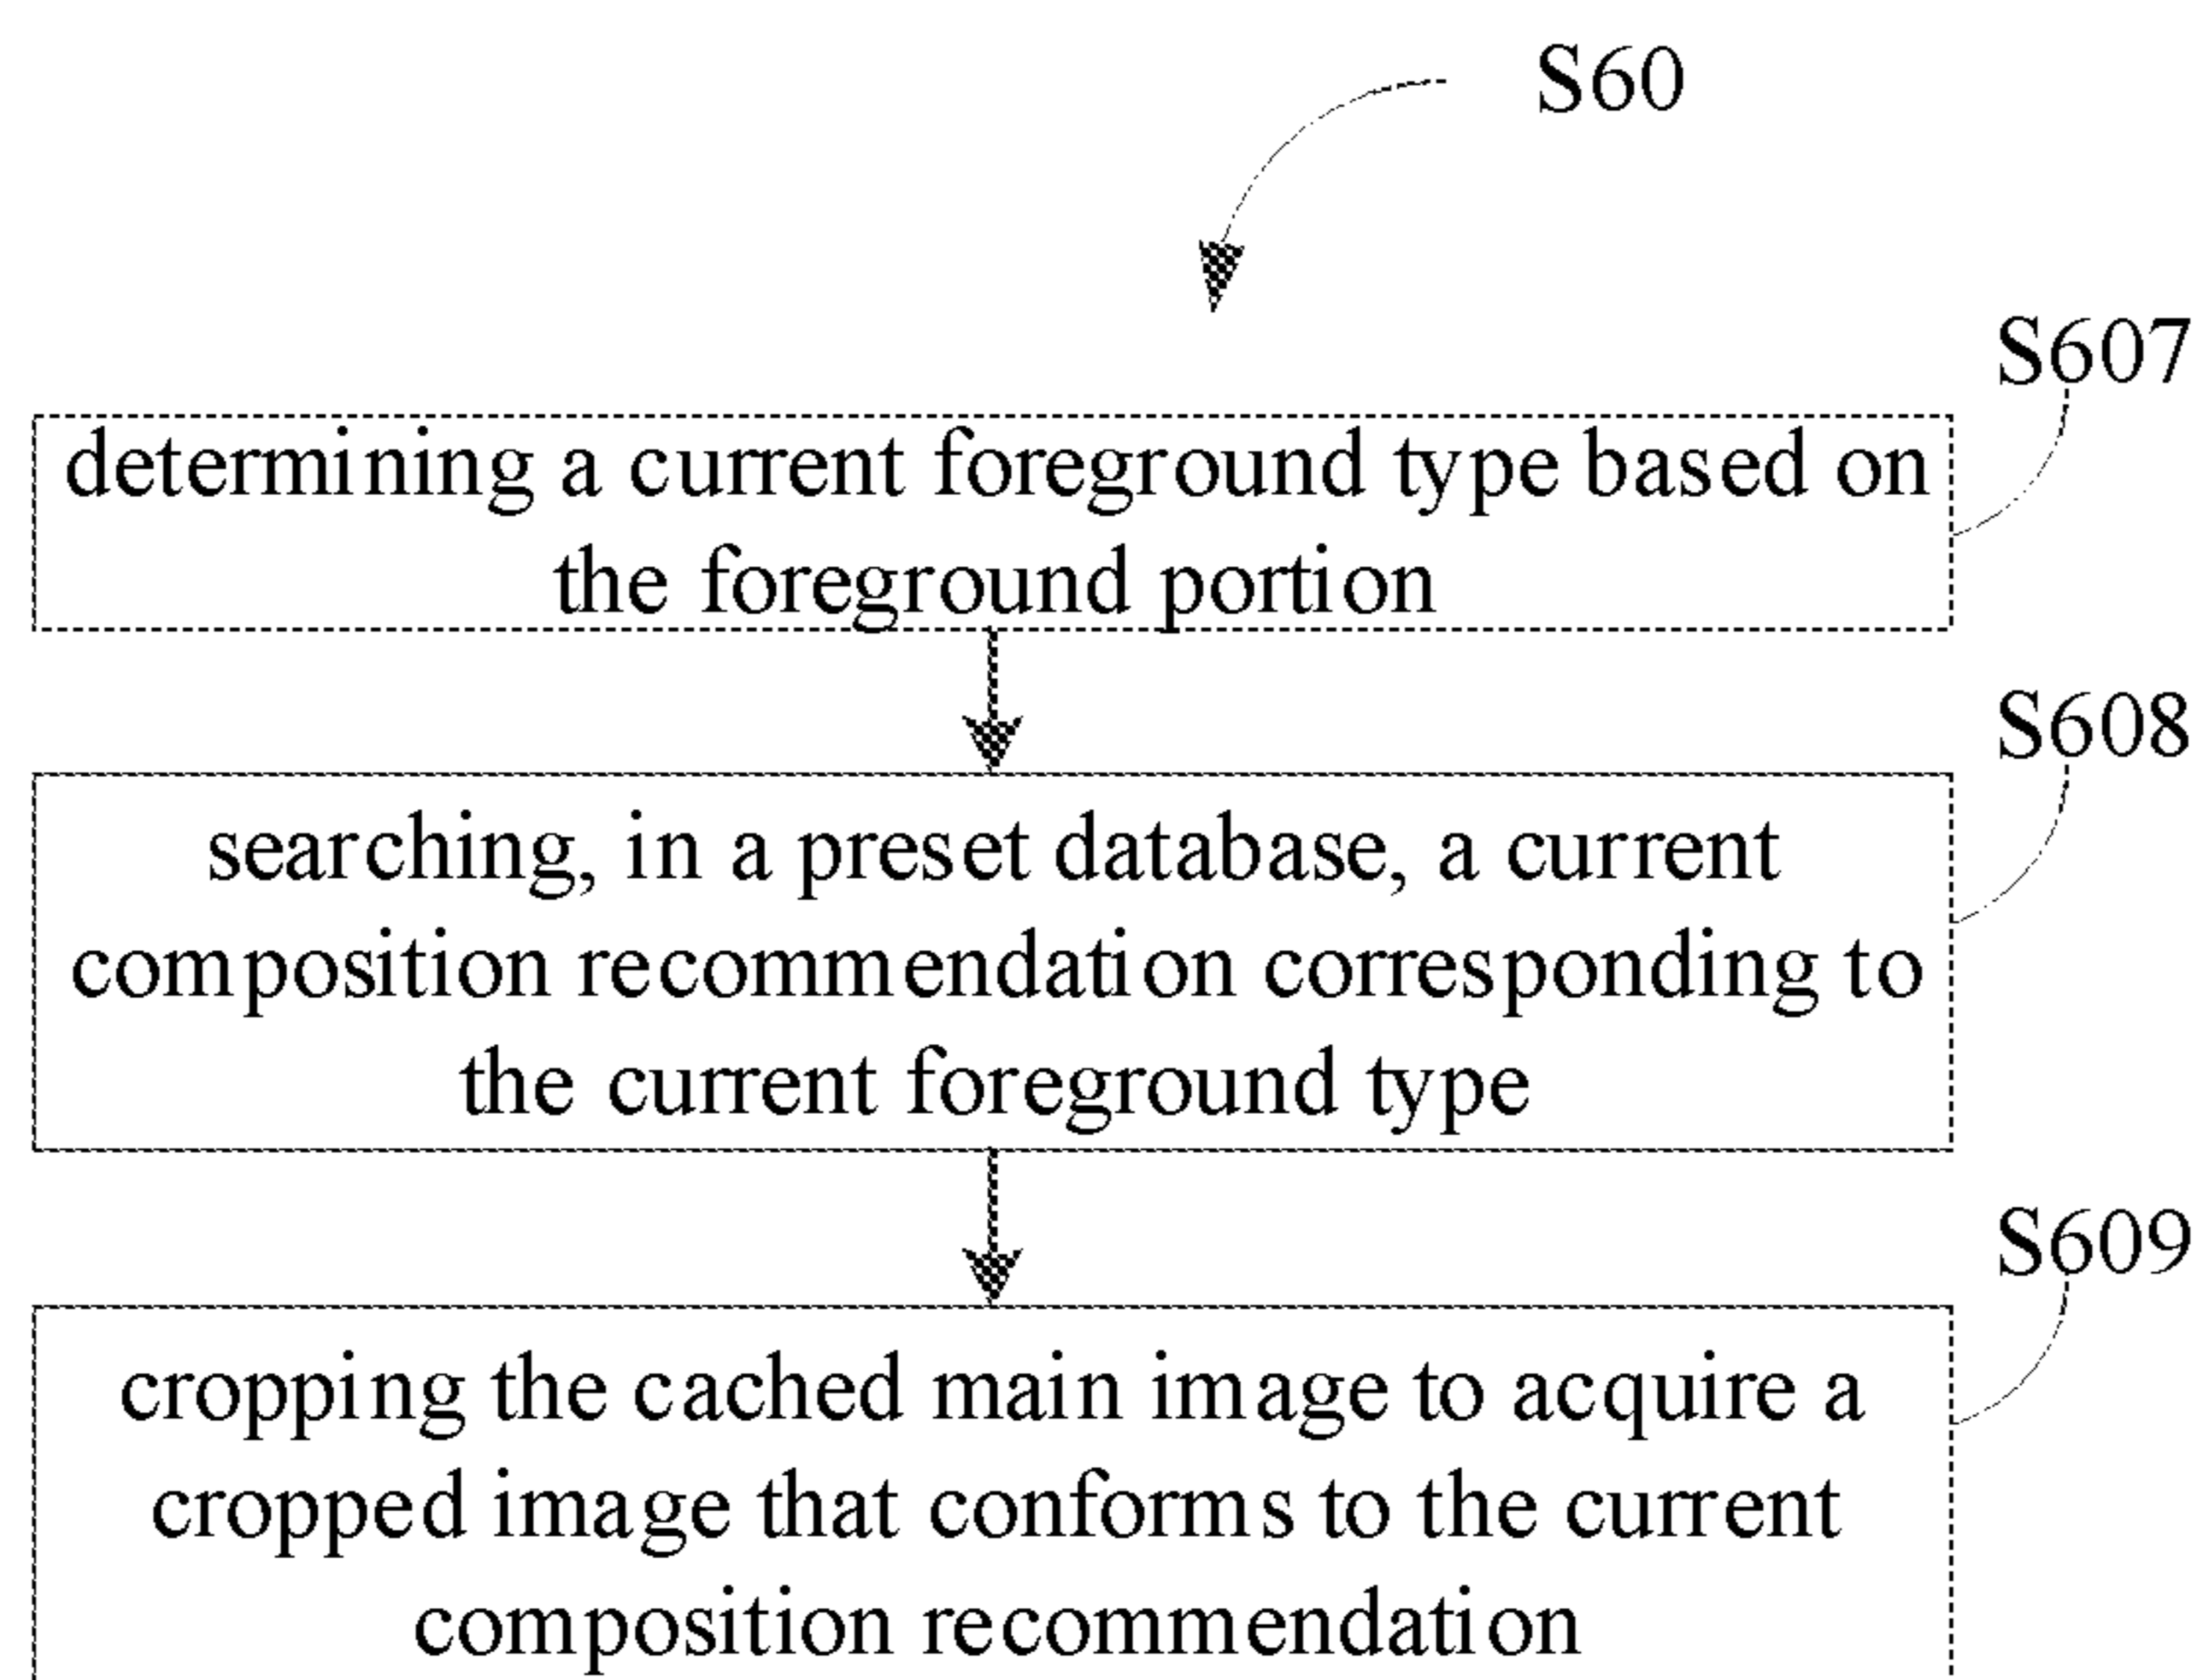 S60
S607
determining a current foreground type based on
the foreground portion
S608
searching, in a preset database, a current
composition recommendation corresponding to
the current foreground type
S609
cropping the cached main image to acquire a
cropped image that conforms to the current
composition recommendation